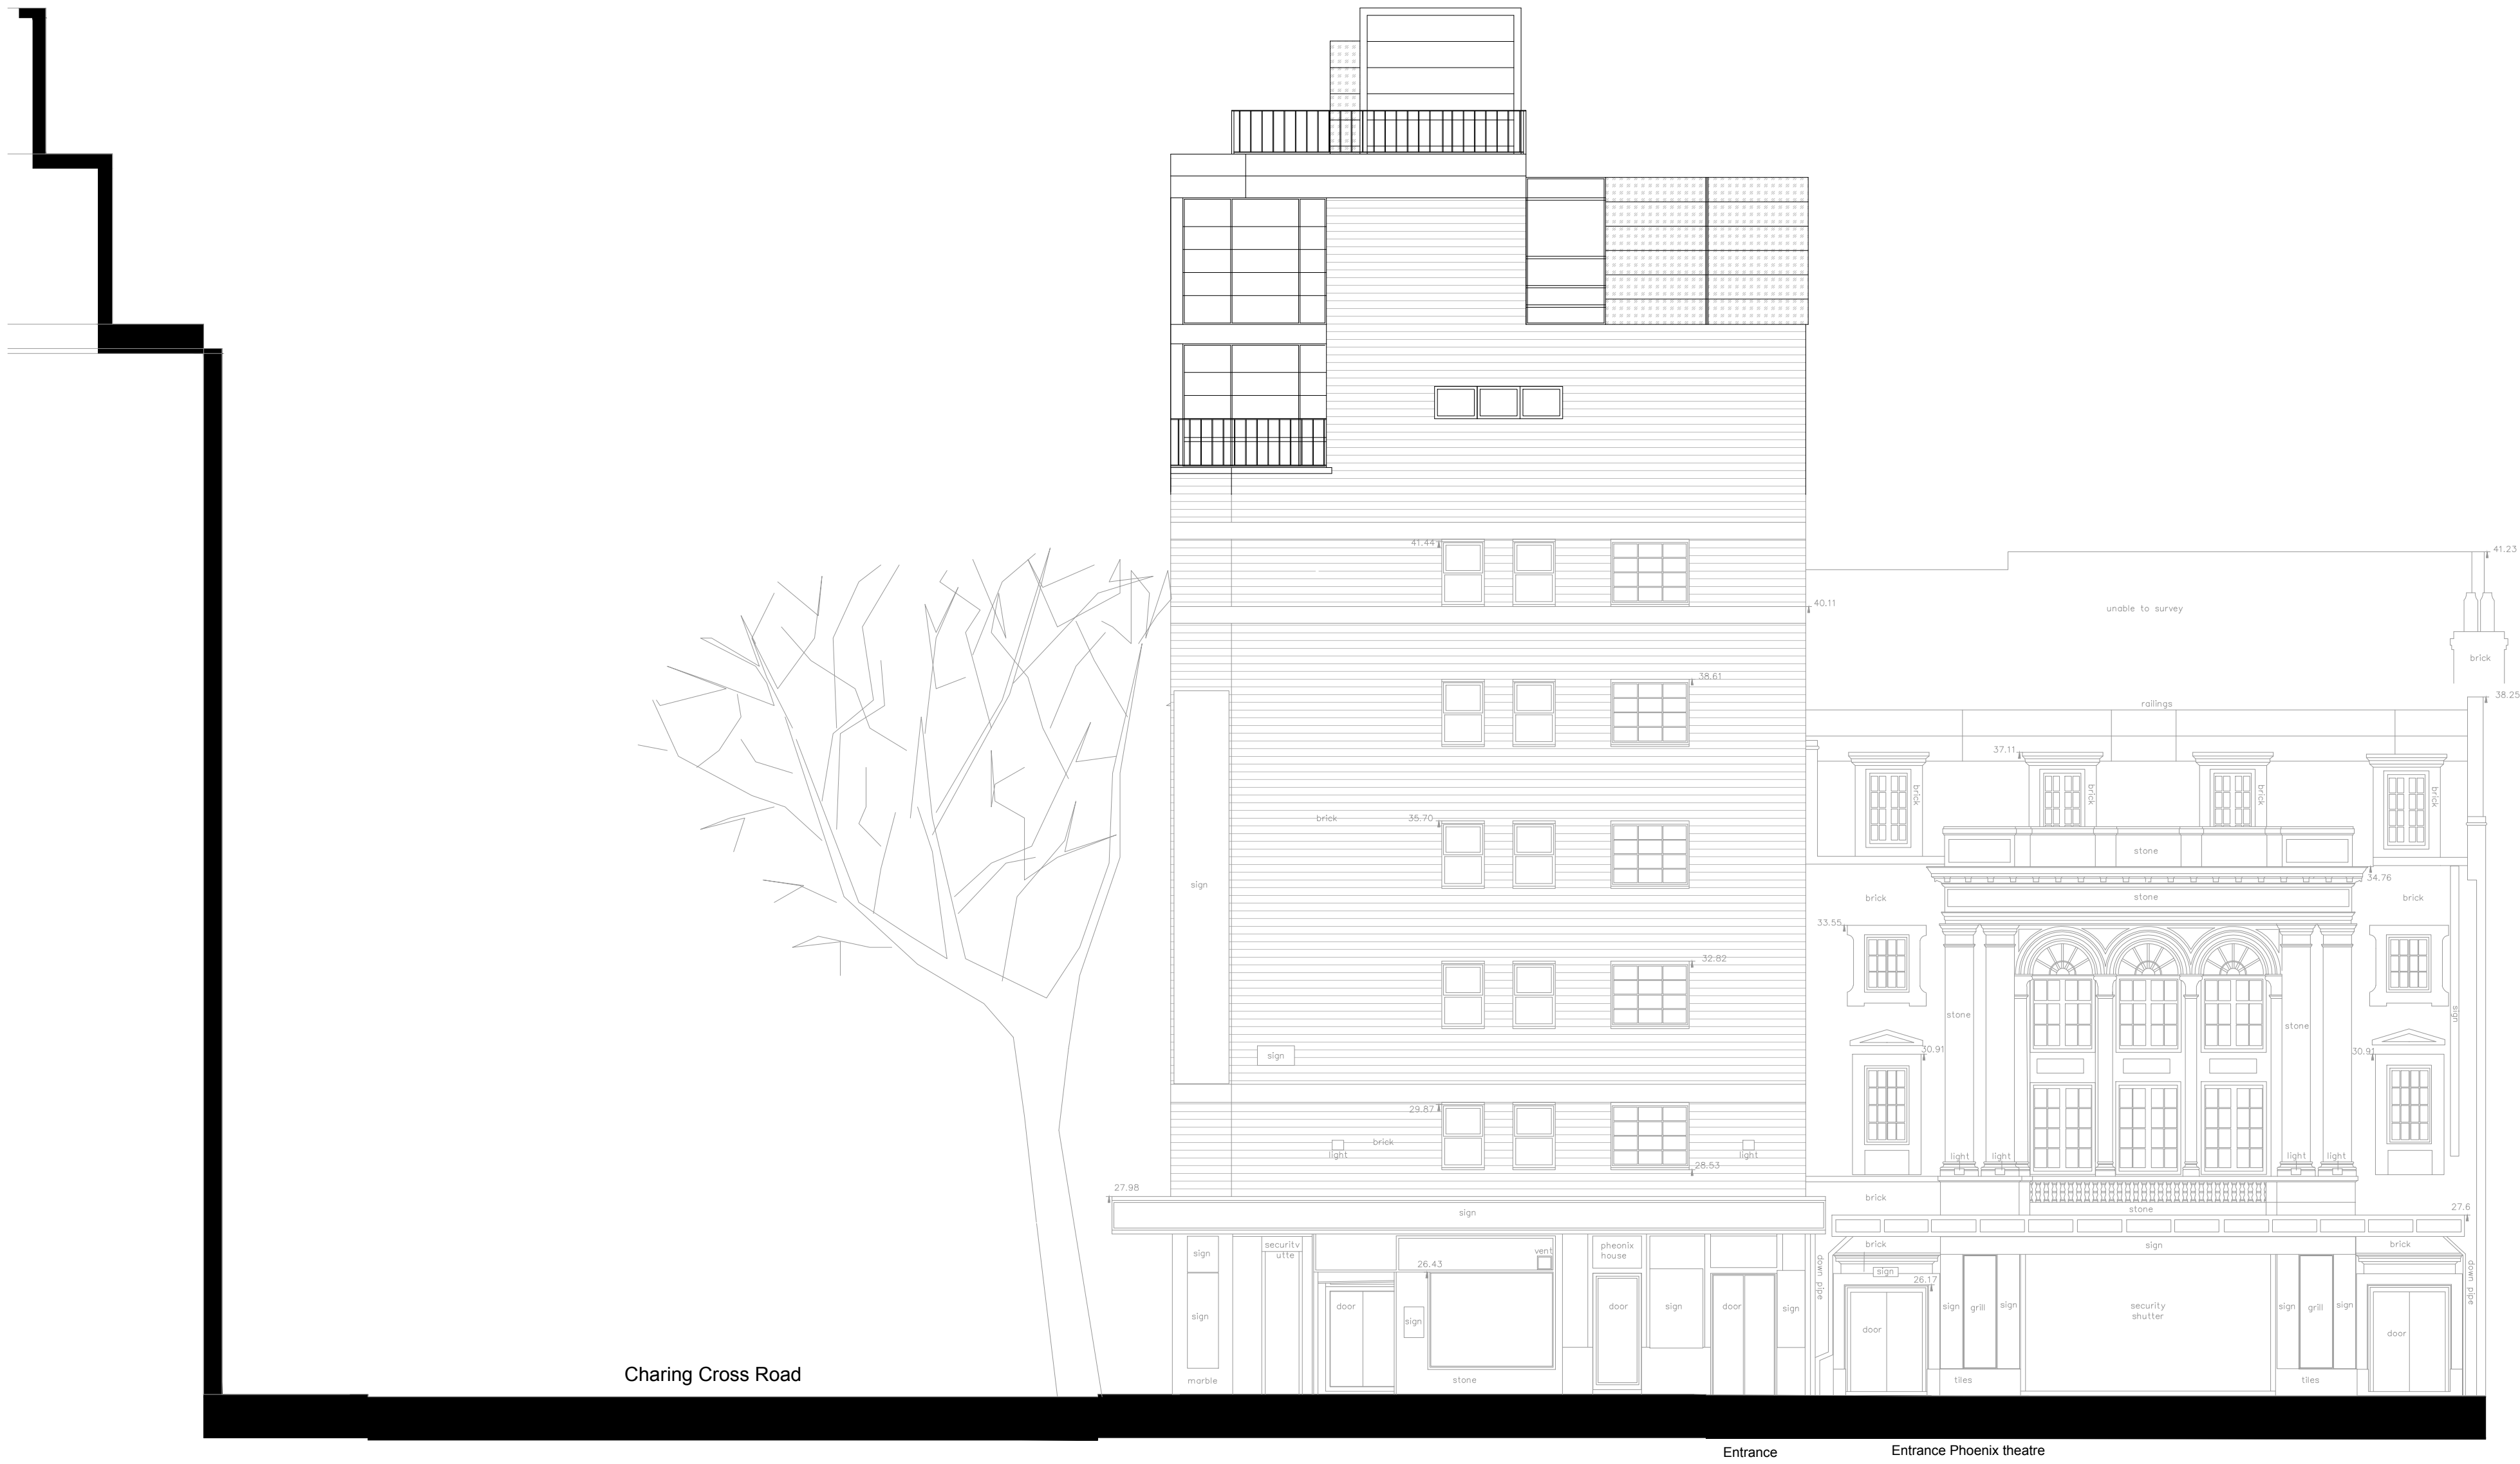 41.44
41.23
40.11
unable to survey
brick
38.61
38.25
railings
37.11
brick
brick
brick
brick
brick
35.70
stone
sign
34.76
brick
stone
brick
33.55
32.82
stone
sign
stone
sign
30.91
30.91
29.87
brick
light
light
light
light
light
light
28.53
27.98
brick
stone
27.6
sign
security
utte
sign
vent
pheonix
house
brick
sign
brick
26.43
down pipe
sign
26.17
down pipe
door
door
sign
door
sign
sign
sign
grill
sign
security
shutter
sign
grill
sign
sign
door
door
Charing Cross Road
marble
stone
tiles
tiles
Entrance
Entrance Phoenix theatre